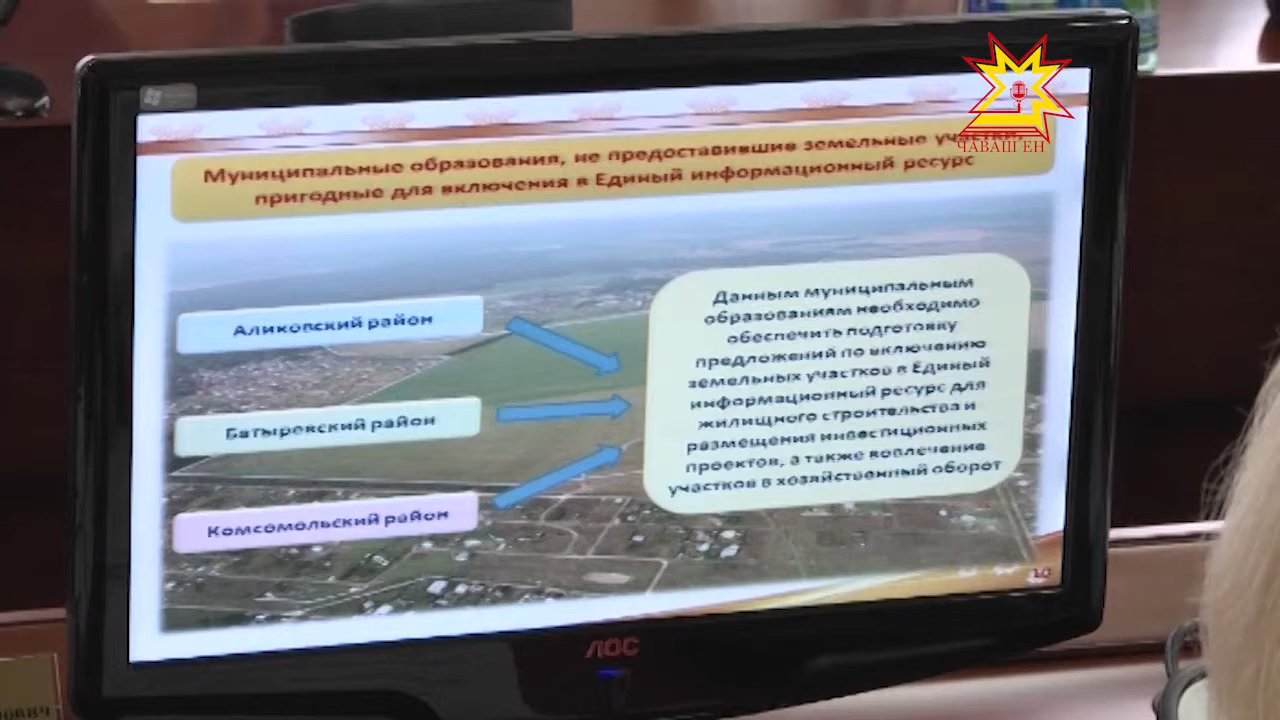 ЧӐВАШ ЕН
Муниципальные образования, не предоставившие земельные участки,
пригодные для включения в Единый информационный ресурс
Аликовский район
Батыревский район
Комсомольский район
Данным муниципальным
образованиям необходимо
обеспечить подготовку
предложений по включению
земельных участков в Единый
информационный ресурс для
жилищного строительства и
размещения инвестиционных
проектов, а также вовлечение
участков в хозяйственный оборот
10